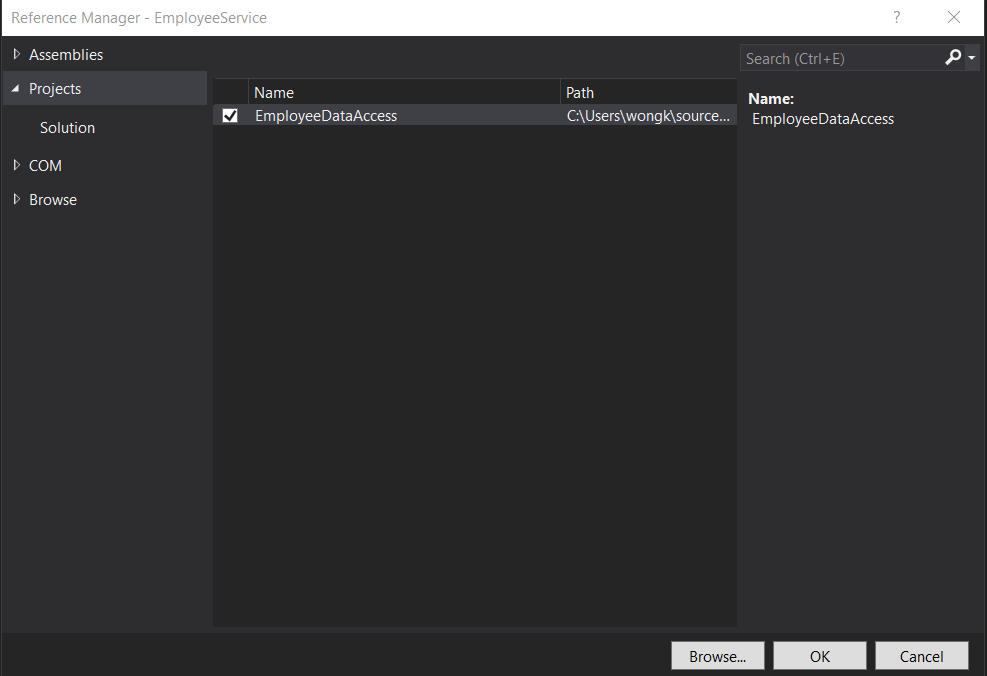 Reference Manager - EmployeeService
?
Assemblies
Projects
Solution
COM
Browse
Name
Path
EmployeeDataAccess
C:\Users\wongk\source...
Search (Ctrl+E)
Name:
EmployeeDataAccess
Browse...
OK
Cancel